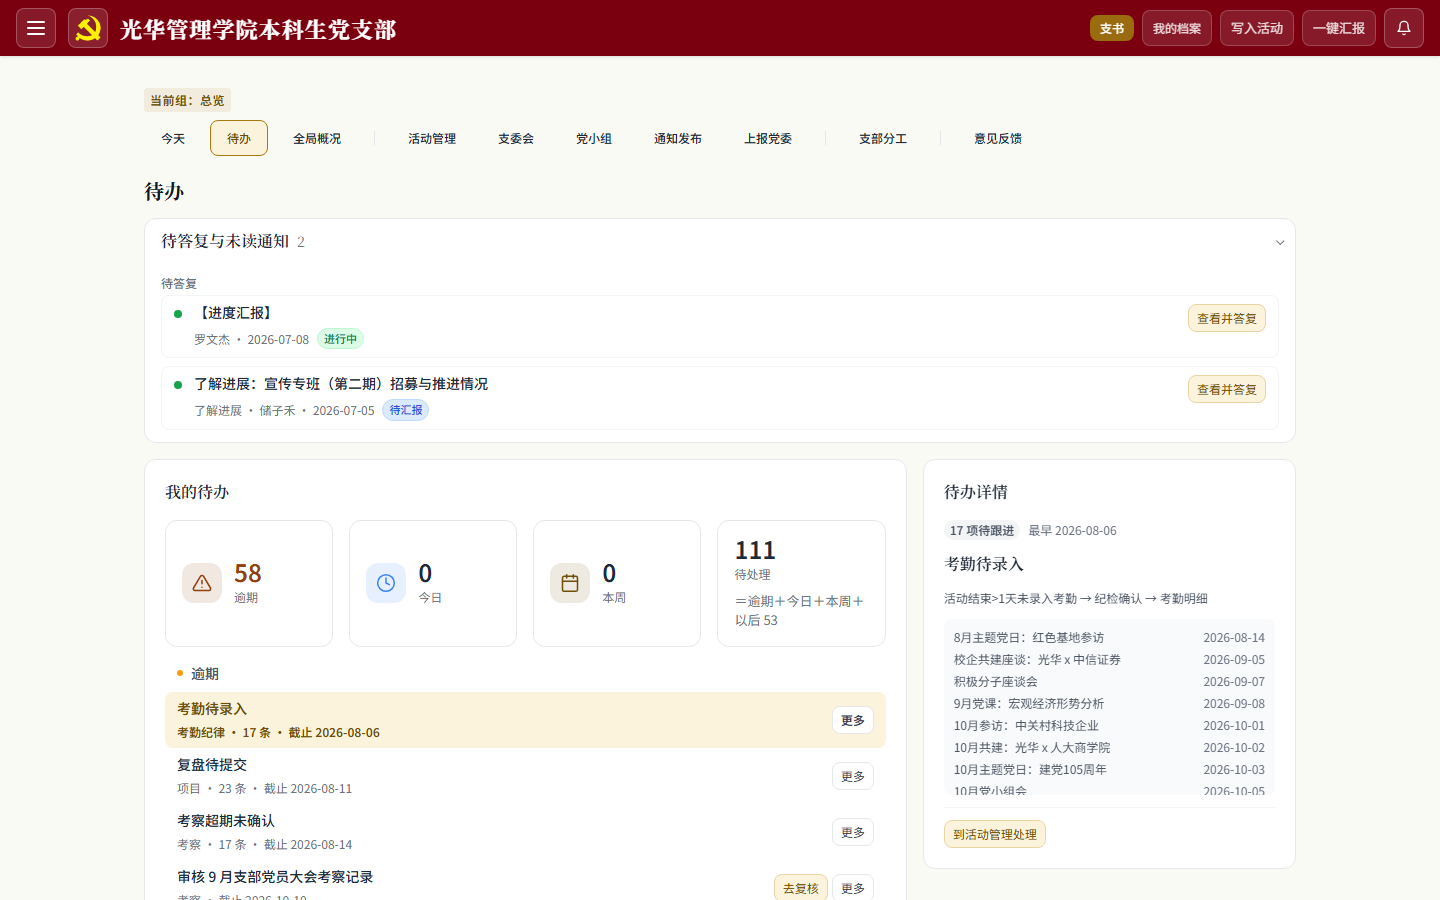 光华管理学院本科生党支部
支书
我的档案
写入活动
一键汇报
当前组：总览
今天
待办
全局概况
活动管理
支委会
党小组
通知发布
上报党委
支部分工
意见反馈
待办
待答复与未读通知 2
待答复
【进度汇报】
罗文杰 · 2026-07-08 进行中
查看并答复
了解进展：宣传专班（第二期）招募与推进情况
了解进展 · 储子禾 · 2026-07-05 待汇报
查看并答复
我的待办
58
逾期
0
今日
0
本周
111
待处理
＝逾期＋今日＋本周＋
以后 53
逾期
考勤待录入
考勤纪律 · 17 条 · 截止 2026-08-06
更多
复盘待提交
项目 · 23 条 · 截止 2026-08-11
更多
考察超期未确认
考察 · 17 条 · 截止 2026-08-14
更多
审核 9 月支部党员大会考察记录
考察 · 截止 2026-10-10
去复核
更多
待办详情
17 项待跟进 最早 2026-08-06
考勤待录入
活动结束>1天未录入考勤 → 纪检确认 → 考勤明细
8月主题党日：红色基地参访 2026-08-14
校企共建座谈：光华 x 中信证券 2026-09-05
积极分子座谈会 2026-09-07
9月党课：宏观经济形势分析 2026-09-08
10月参访：中关村科技企业 2026-10-01
10月共建：光华 x 人大商学院 2026-10-02
10月主题党日：建党105周年 2026-10-03
10月党小组会 2026-10-05
到活动管理处理